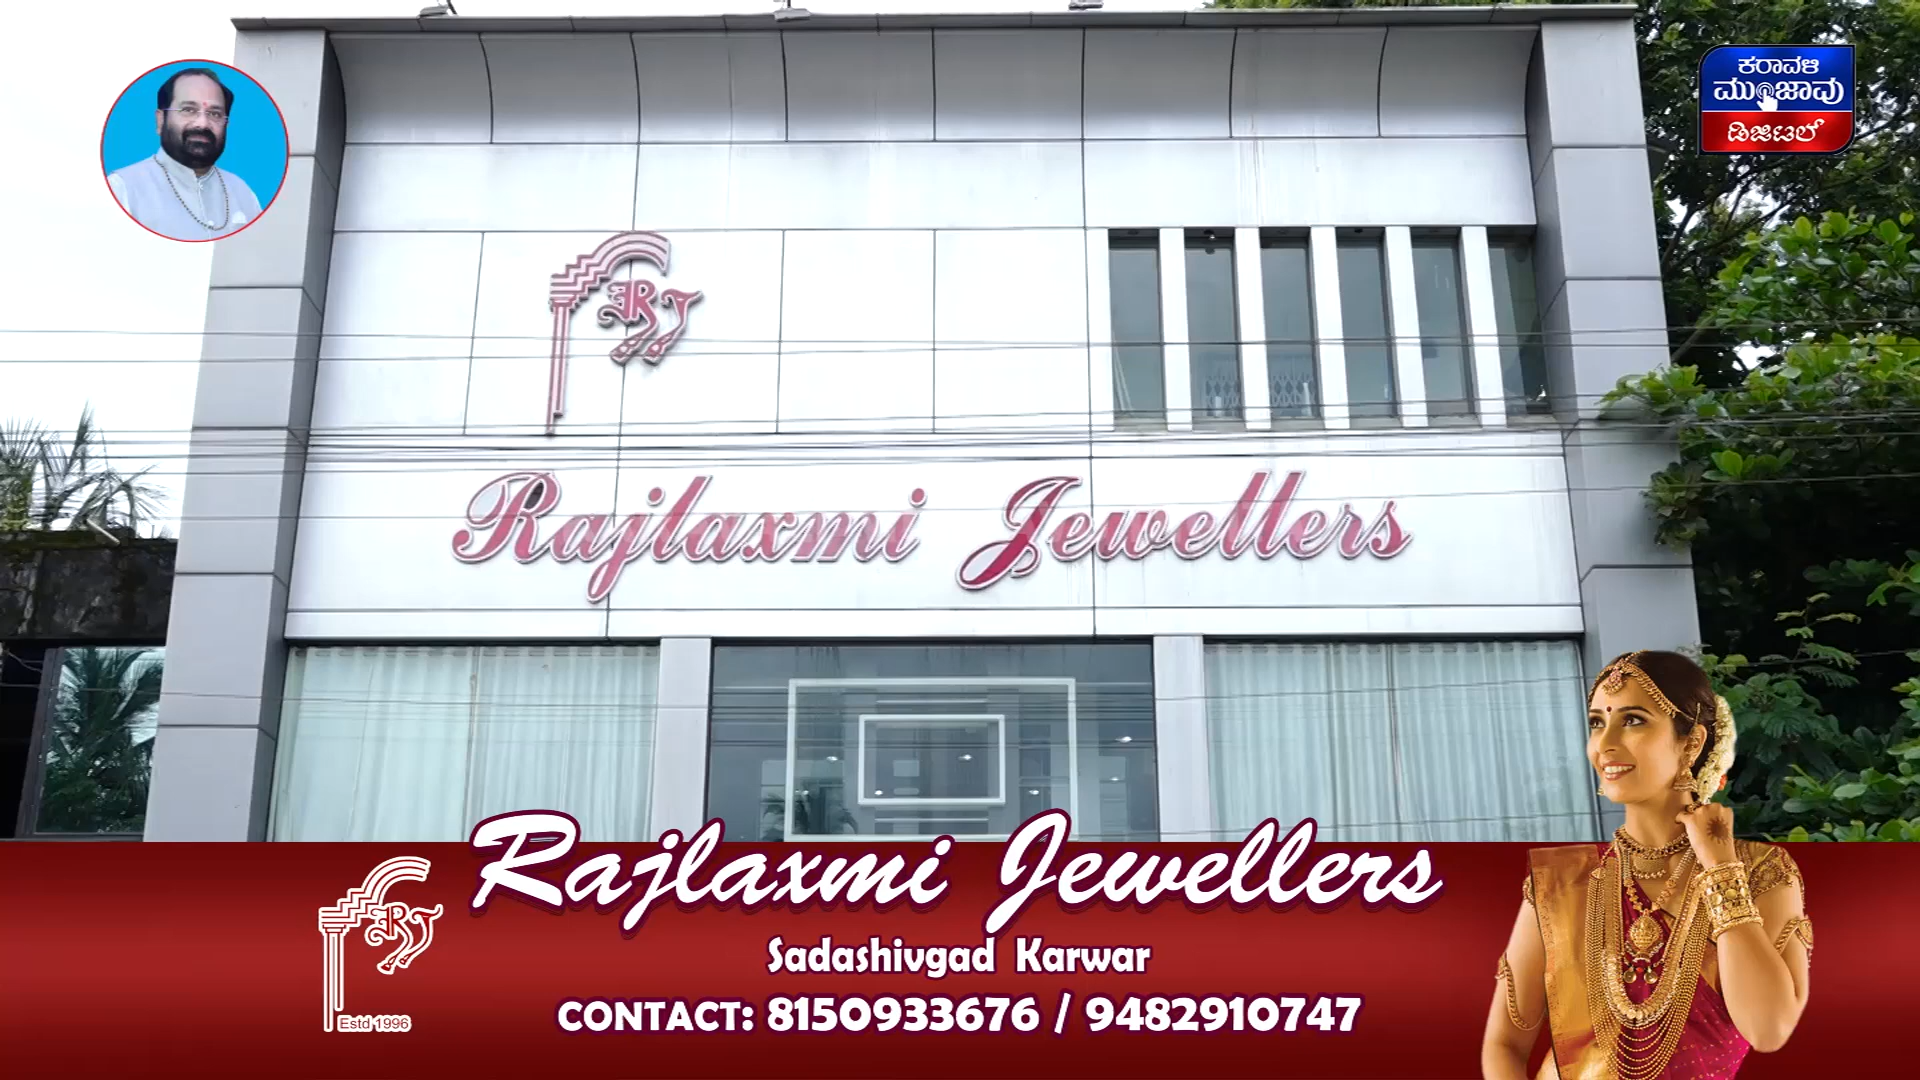 ಕರಾವಳಿ
ಮುಂಜಾವು
ಡಿಜಿಟಲ್
RJ
Rajlaxmi Jewellers
Rajlaxmi Jewellers
RJ
Sadashivgad Karwar
Estd 1996
CONTACT: 8150933676 / 9482910747